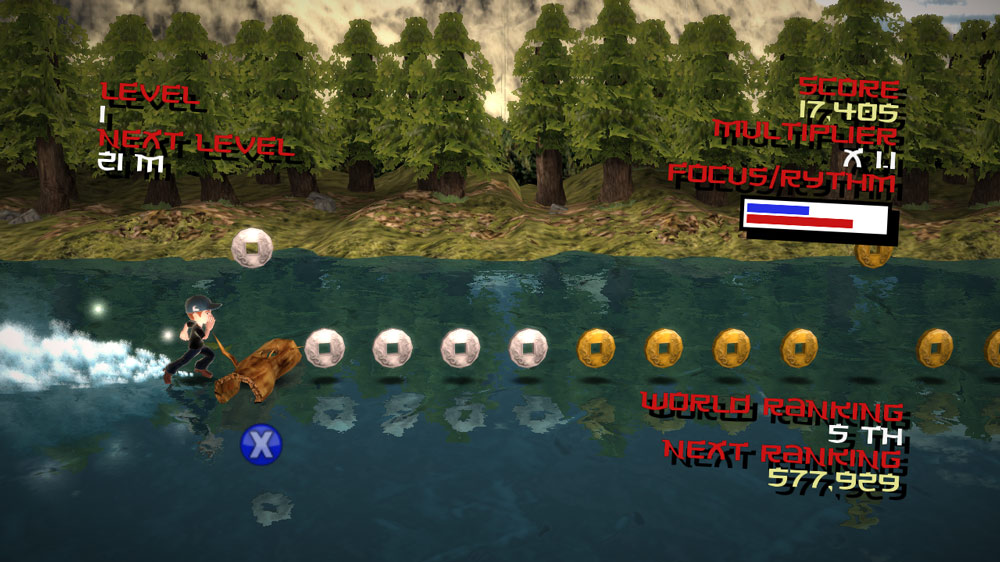 LEVEL
1
NEXT LEVEL
21 M
SCORE
17,405
MULTIPLIER
X 1.1
FOCUS/RYTHM
X
WORLD RANKING
5 TH
NEXT RANKING
577,929